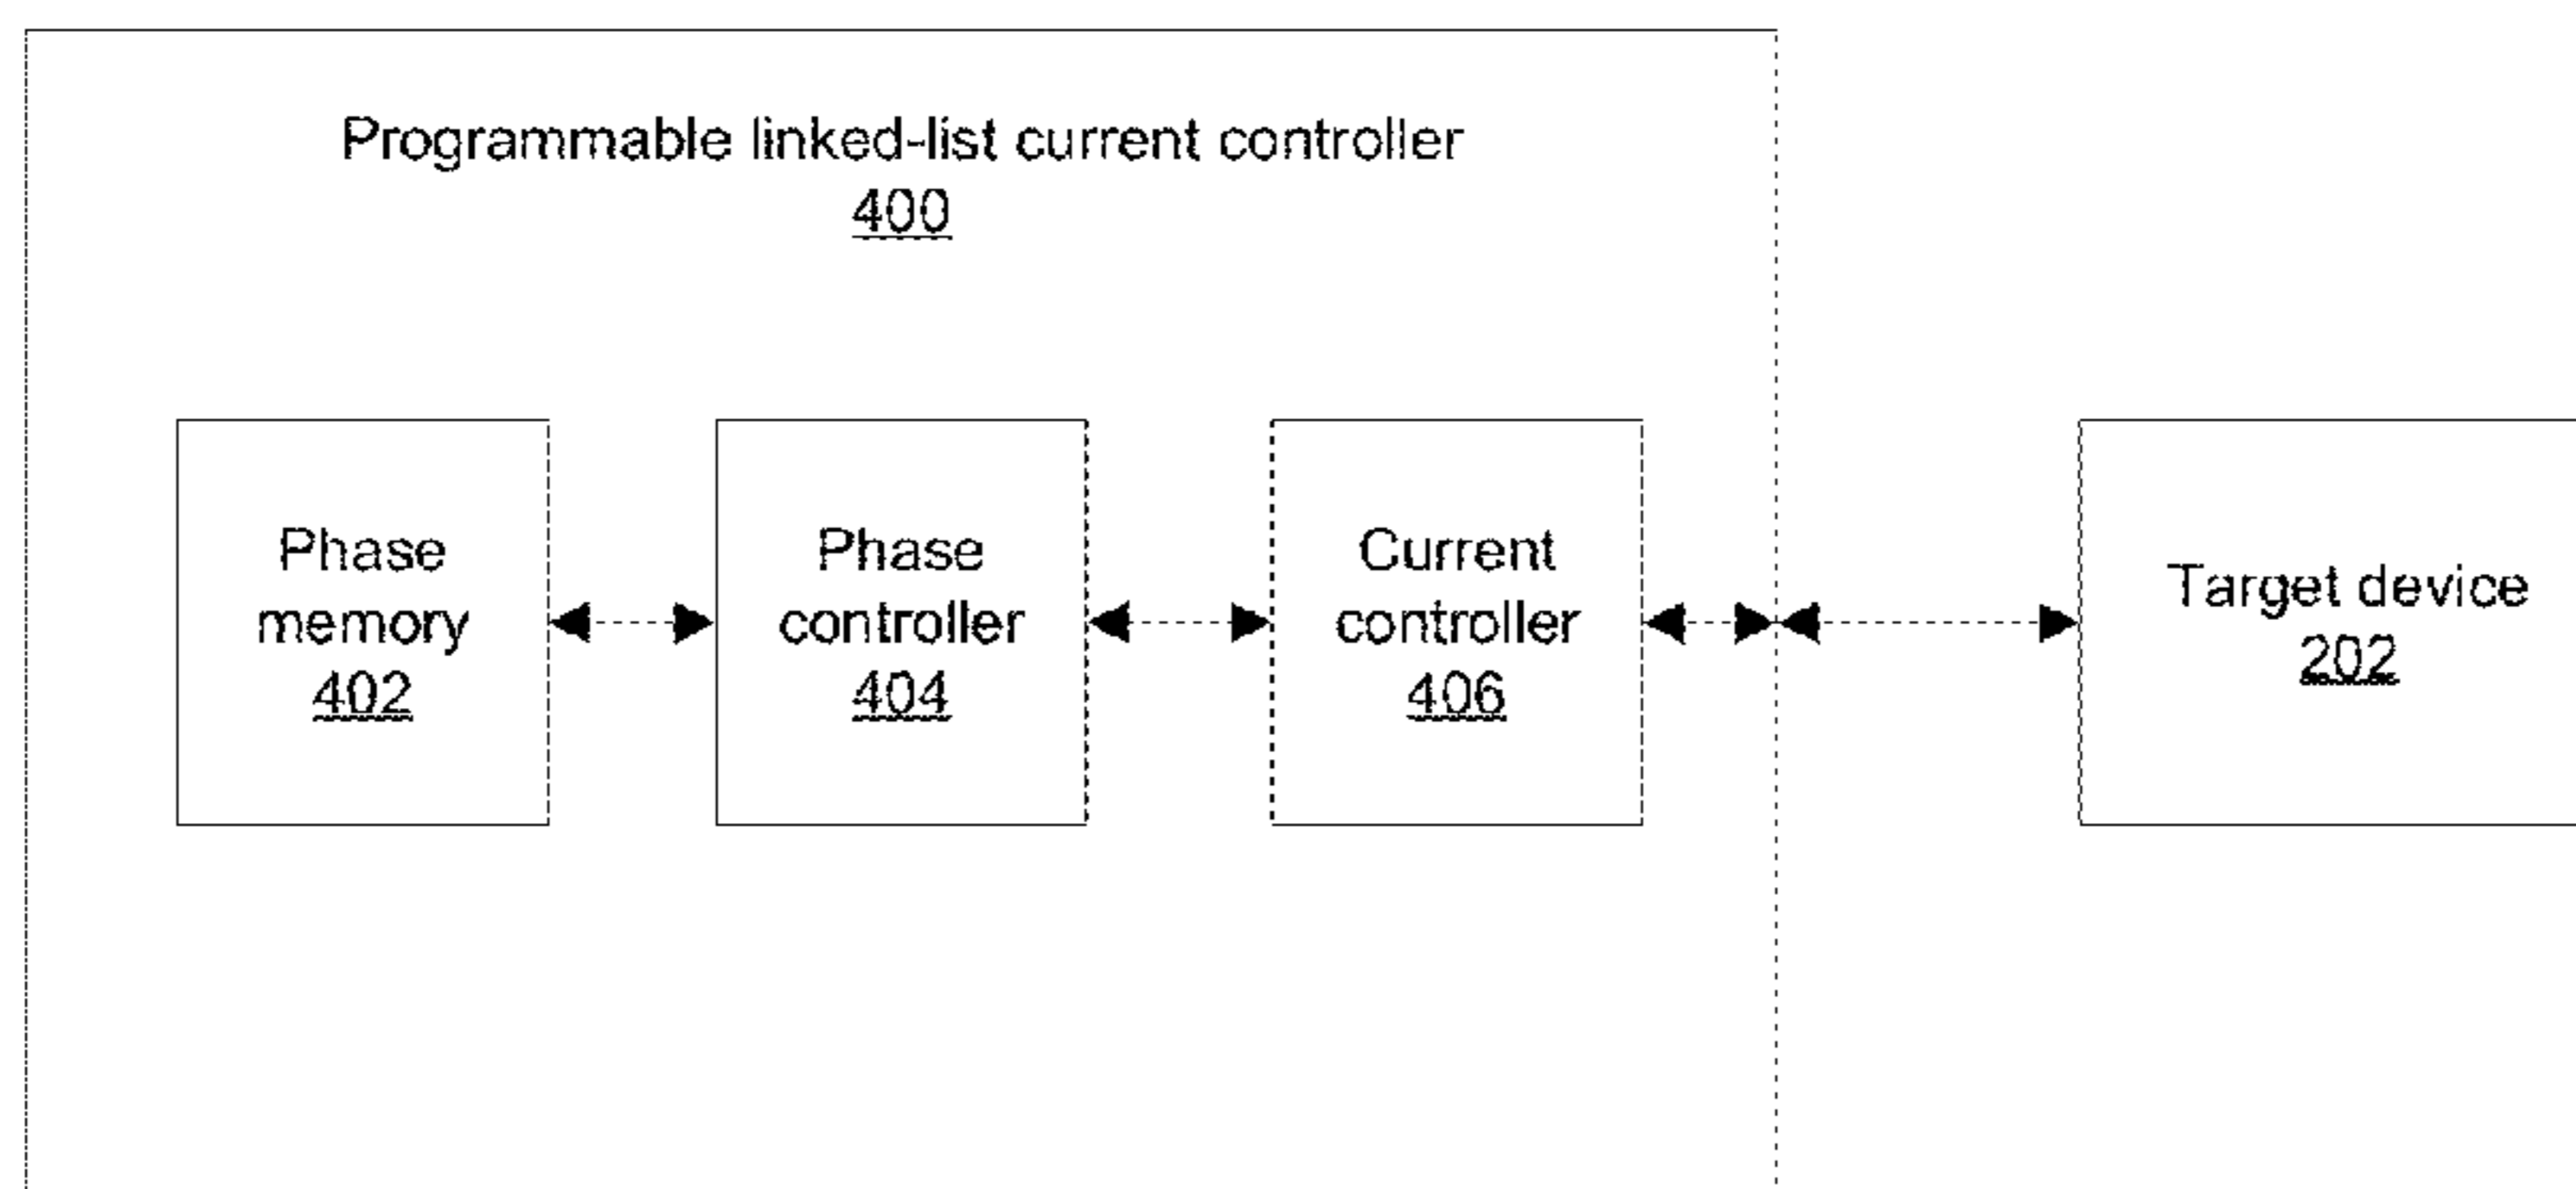 Programmable linked-list current controller
400
Phase
memory
402
Phase
controller
404
Current
controller
406
Target device
202